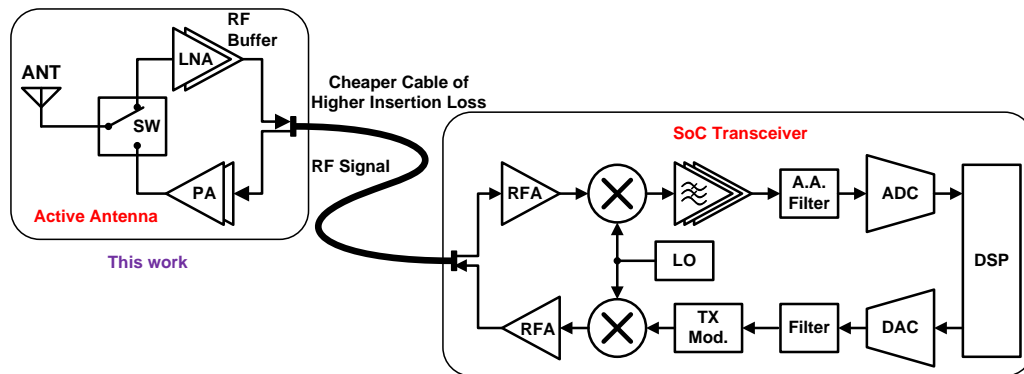 RF
Buffer
LNA
ANT
SW
PA
Active Antenna
This work
Cheaper Cable of
Higher Insertion Loss
RF Signal
SoC Transceiver
RFA
A.A.
Filter
ADC
LO
DSP
RFA
TX
Mod.
Filter
DAC